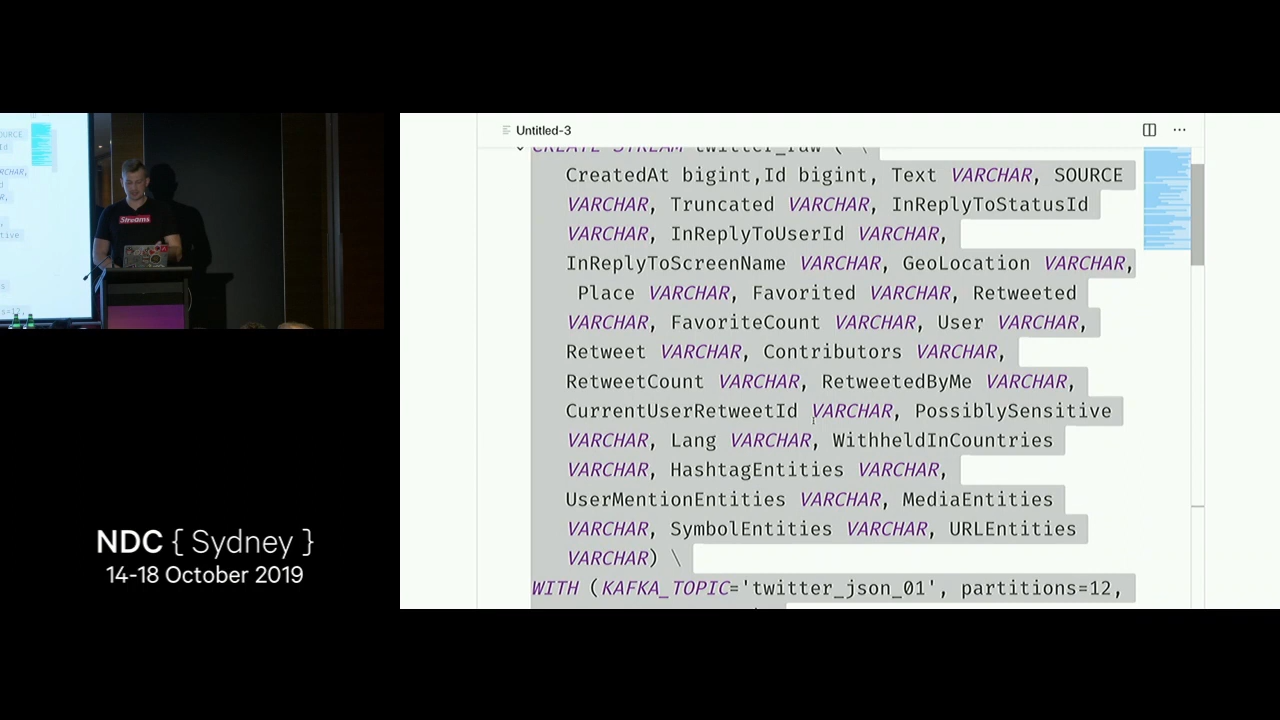 Untitled-3
CREATE STREAM twitter_raw ( \
CreatedAt bigint,Id bigint, Text VARCHAR, SOURCE
VARCHAR, Truncated VARCHAR, InReplyToStatusId
VARCHAR, InReplyToUserId VARCHAR,
InReplyToScreenName VARCHAR, GeoLocation VARCHAR,
Place VARCHAR, Favorited VARCHAR, Retweeted
VARCHAR, FavoriteCount VARCHAR, User VARCHAR,
Retweet VARCHAR, Contributors VARCHAR,
RetweetCount VARCHAR, RetweetedByMe VARCHAR,
CurrentUserRetweetId VARCHAR, PossiblySensitive
VARCHAR, Lang VARCHAR, WithheldInCountries
VARCHAR, HashtagEntities VARCHAR,
UserMentionEntities VARCHAR, MediaEntities
VARCHAR, SymbolEntities VARCHAR, URLEntities
VARCHAR) \
WITH (KAFKA_TOPIC='twitter_json_01', partitions=12,
Streams
NDC { Sydney }
14-18 October 2019